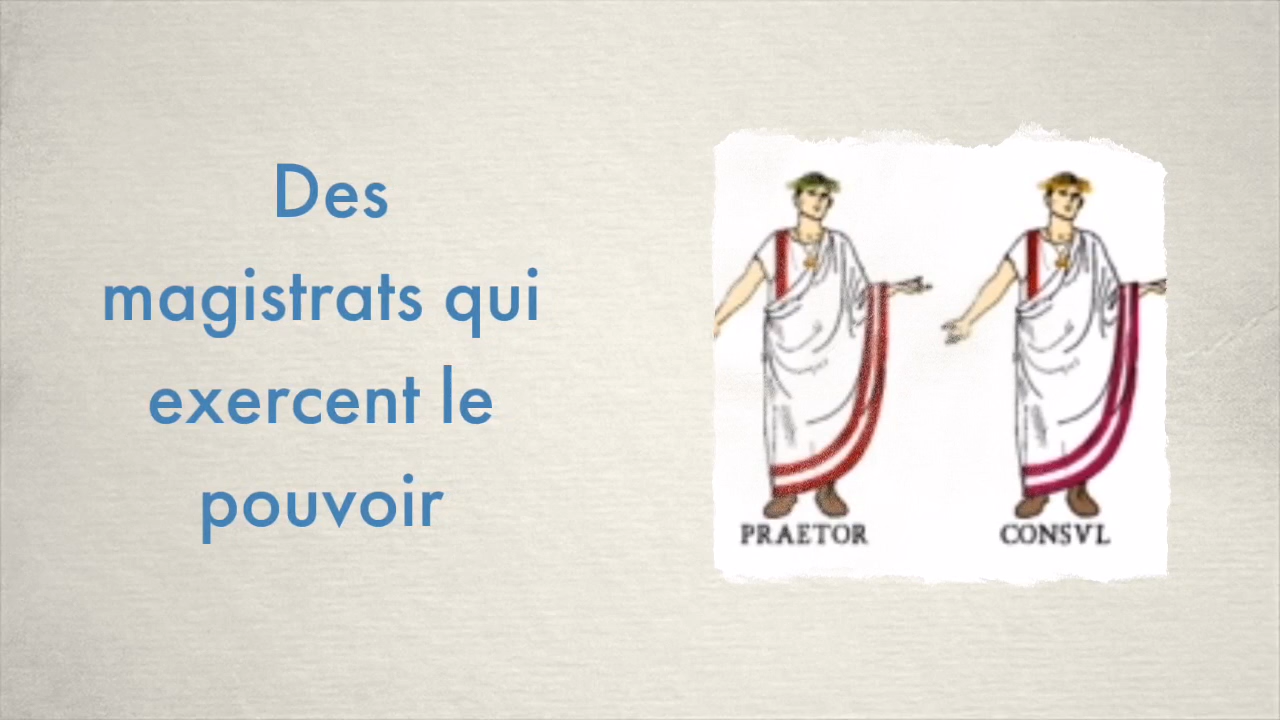 Des
magistrats qui
exercent le
pouvoir
PRAETOR
CONSVL